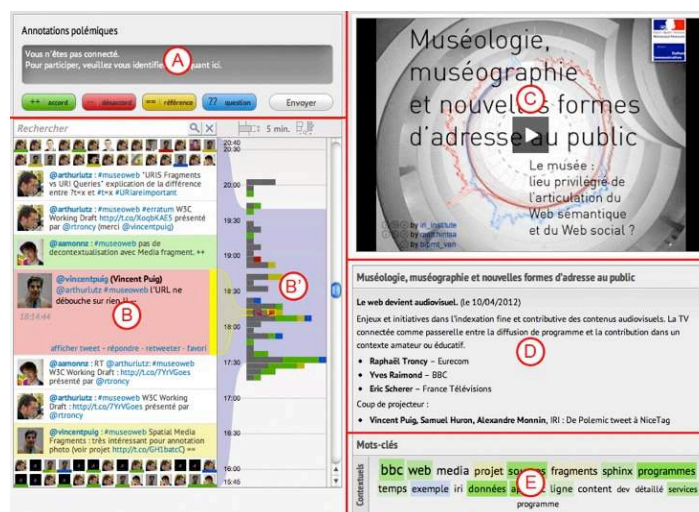 Annotations polémiques
Vous n'êtes pas connecté.
Pour participer, veuillez vous identifier ici.
A
++ accord
-- désaccord
== référence
?? question
Envoyer
Rechercher
5 min.
@arthurlutz : #museoweb "URIS Fragments
vs URI Queries" explication de la différence
entre ?t=x et #t=x #URIareimportant
@arthurlutz : #museoweb #erratum W3C
Working Draft http://t.co/XoqbKAE5 présenté
par @rtroncy (merci @vincentpuig)
@aamonnz : #museoweb pas de
decontextualisation avec Media fragment. ++
@vincentpuig (Vincent Puig)
@arthurlutz #museoweb l'URL ne
débouche sur rien !! --
18:14:44
B
afficher tweet - répondre - retweeter - favori
@aamonnz : RT @arthurlutz: #museoweb
W3C Working Draft : http://t.co/7YrVGoes
présenté par @rtroncy
@arthurlutz : #museoweb W3C Working
Draft : http://t.co/7YrVGoes présenté par
@rtroncy
@vincentpuig : #museoweb Spatial Media
Fragments : très intéressant pour annotation
photo (voir projet http://t.co/GH1batcC) ==
20:40
20:30
20:00
19:30
19:00
18:30
B'
18:00
17:30
17:00
16:30
16:00
15:45
Muséologie,
muséographie
et nouvelles formes
d'adresse au public
C
Le musée :
lieu privilégié de
l'articulation du
Web sémantique
et du Web social ?
by iri_institute
Muséologie, muséographie et nouvelles formes d'adresse au public
Le web devient audiovisuel. (le 10/04/2012)
Enjeux et initiatives dans l'indexation fine et contributive des contenus audiovisuels. La TV
connectée comme passerelle entre la diffusion de programme et la contribution dans un
contexte amateur ou éducatif.
D
• Raphaël Troncy – Eurecom
• Yves Raimond – BBC
• Eric Scherer – France Télévisions
Coup de projecteur :
• Vincent Puig, Samuel Huron, Alexandre Monnin, IRI : De Polemic tweet à NiceTag
Mots-clés
Contextuels
bbc web media projet fragments sphinx programmes
temps exemple iri données ligne content dev détaillé services
E
programme